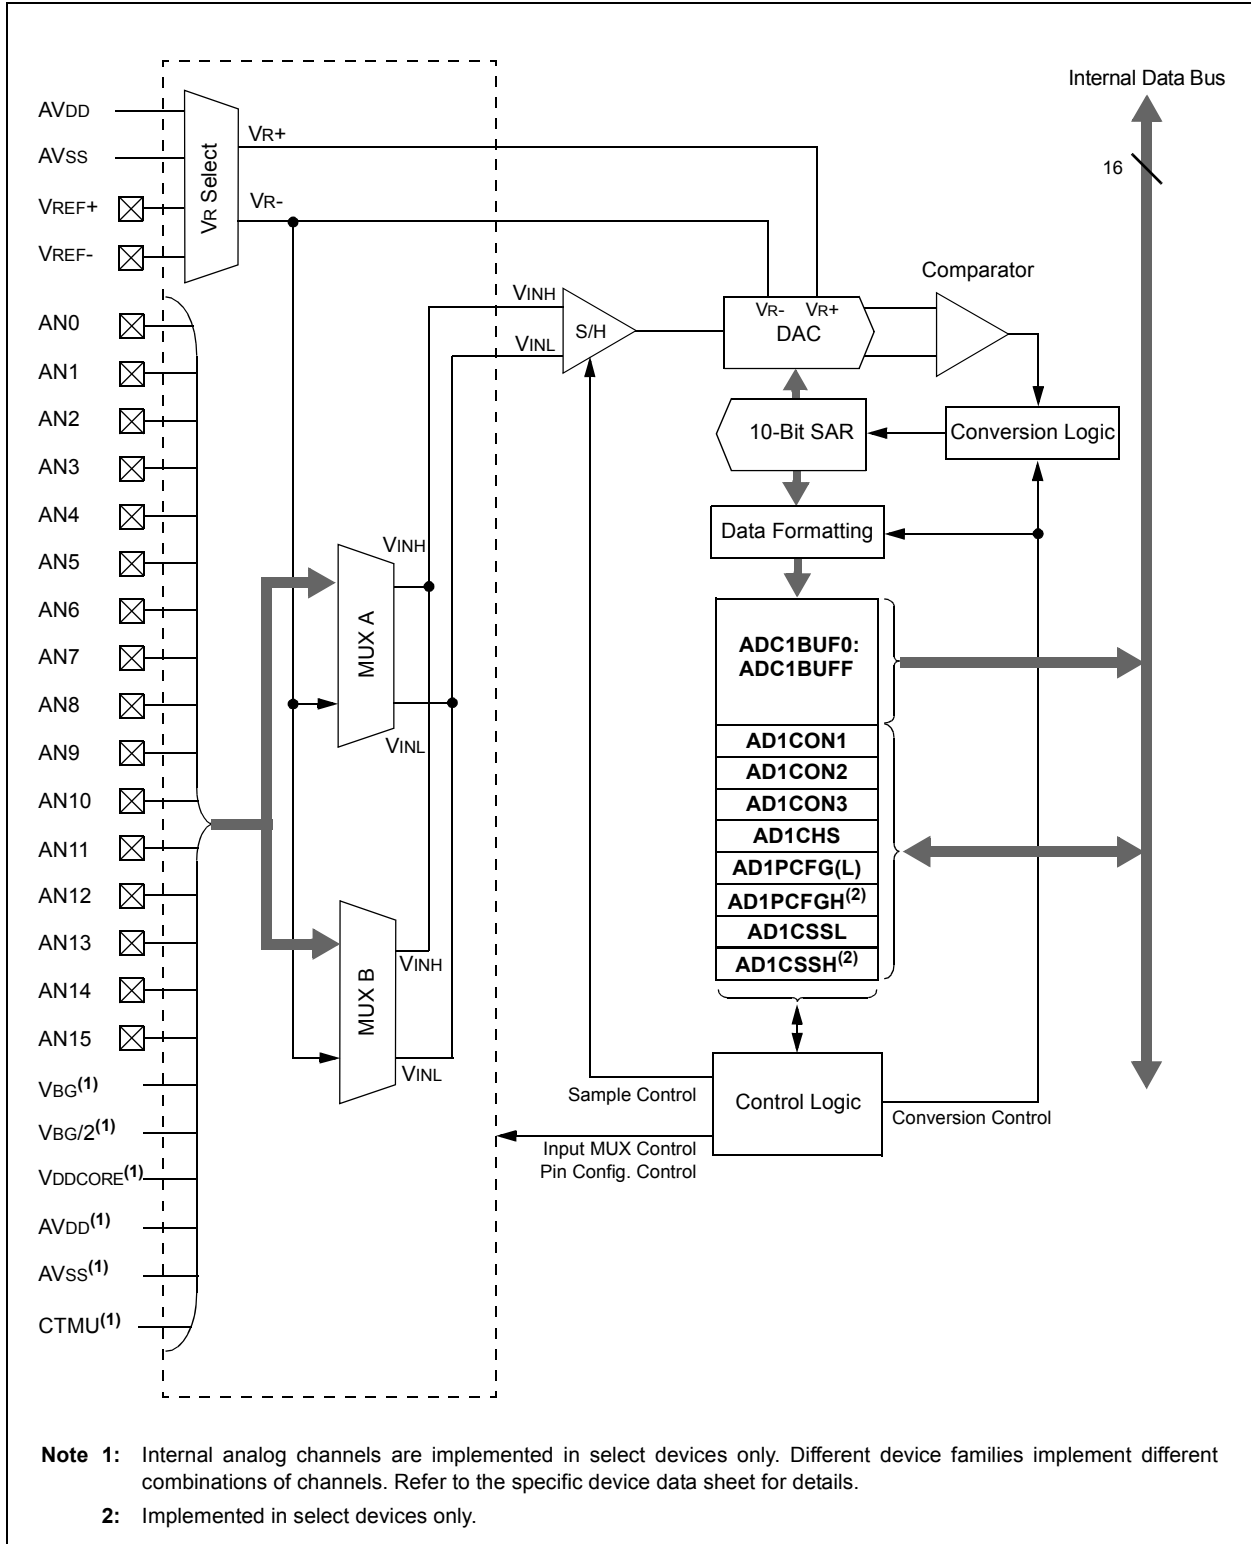 Internal Data Bus
16
AVDD
AVSS
VREF+
VREF-
VR Select
VR+
VR-
AN0
AN1
AN2
AN3
AN4
AN5
AN6
AN7
AN8
AN9
AN10
AN11
AN12
AN13
AN14
AN15
VBG(1)
VBG/2(1)
VDDCORE(1)
AVDD(1)
AVSS(1)
CTMU(1)
MUX A
VINH
VINL
MUX B
VINH
VINL
VINH
VINL
S/H
VR- VR+
DAC
Comparator
10-Bit SAR
Conversion Logic
Data Formatting
ADC1BUF0:
ADC1BUFF
AD1CON1
AD1CON2
AD1CON3
AD1CHS
AD1PCFG(L)
AD1PCFGH(2)
AD1CSSL
AD1CSSH(2)
Control Logic
Sample Control
Input MUX Control
Pin Config. Control
Conversion Control
Note 1: Internal analog channels are implemented in select devices only. Different device families implement different
combinations of channels. Refer to the specific device data sheet for details.
2: Implemented in select devices only.